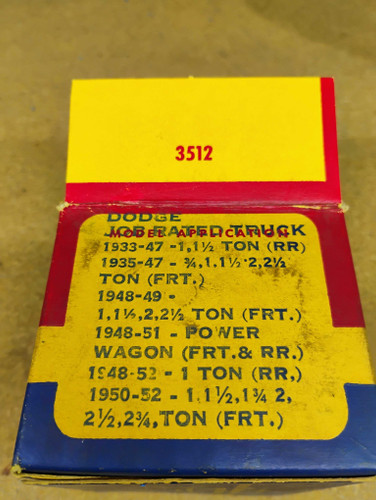 3512
DODGE
JOB RATED TRUCK
MODEL APPLICATION
1933-47 - 1, 1½ TON (RR)
1935-47 - ¾, 1, 1½ 2, 2½
TON (FRT.)
1948-49 -
1, 1½, 2, 2½ TON (FRT.)
1948-51 - POWER
WAGON (FRT. & RR.)
1948-52 - 1 TON (RR,)
1950-52 - 1, 1½, 1¾ 2,
2½, 2¾, TON (FRT.)